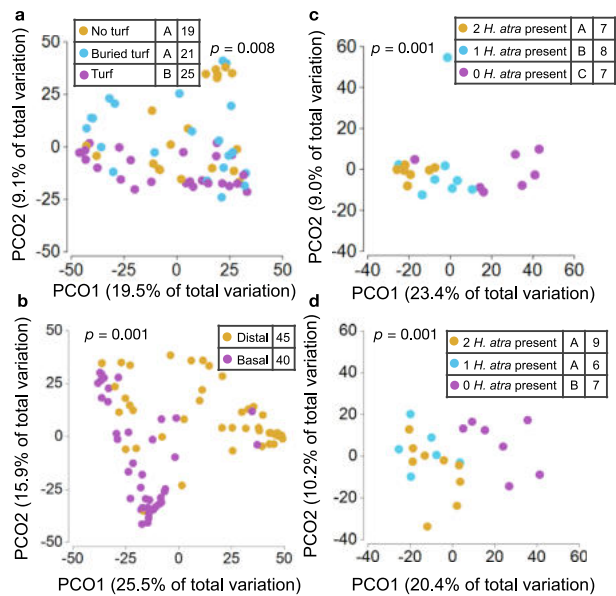 a
No turf A 19
Buried turf A 21
Turf B 25
p = 0.008
50
25
0
-25
-50
PCO2 (9.1% of total variation)
-50 -25 0 25 50
PCO1 (19.5% of total variation)
b
p = 0.001
Distal 45
Basal 40
50
25
0
-25
-50
PCO2 (15.9% of total variation)
-50 -25 0 25 50
PCO1 (25.5% of total variation)
c
p = 0.001
2 H. atra present A 7
1 H. atra present B 8
0 H. atra present C 7
60
40
20
0
-20
-40
PCO2 (9.0% of total variation)
-40 -20 0 20 40 60
PCO1 (23.4% of total variation)
d
p = 0.001
2 H. atra present A 9
1 H. atra present A 6
0 H. atra present B 7
60
40
20
0
-20
-40
PCO2 (10.2% of total variation)
-40 -20 0 20 40 60
PCO1 (20.4% of total variation)